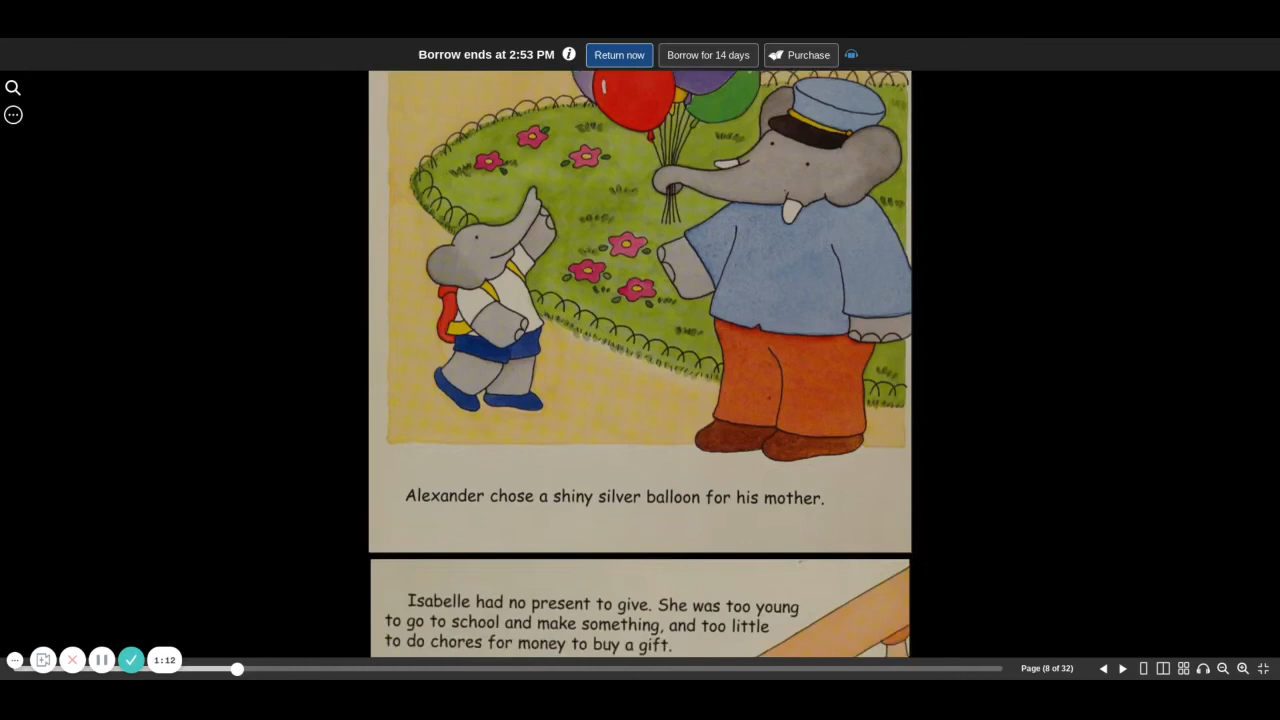 Borrow ends at 2:53 PM Return now Borrow for 14 days Purchase
Alexander chose a shiny silver balloon for his mother.
Isabelle had no present to give. She was too young
to go to school and make something, and too little
to do chores for money to buy a gift.
1:12 Page (8 of 32)